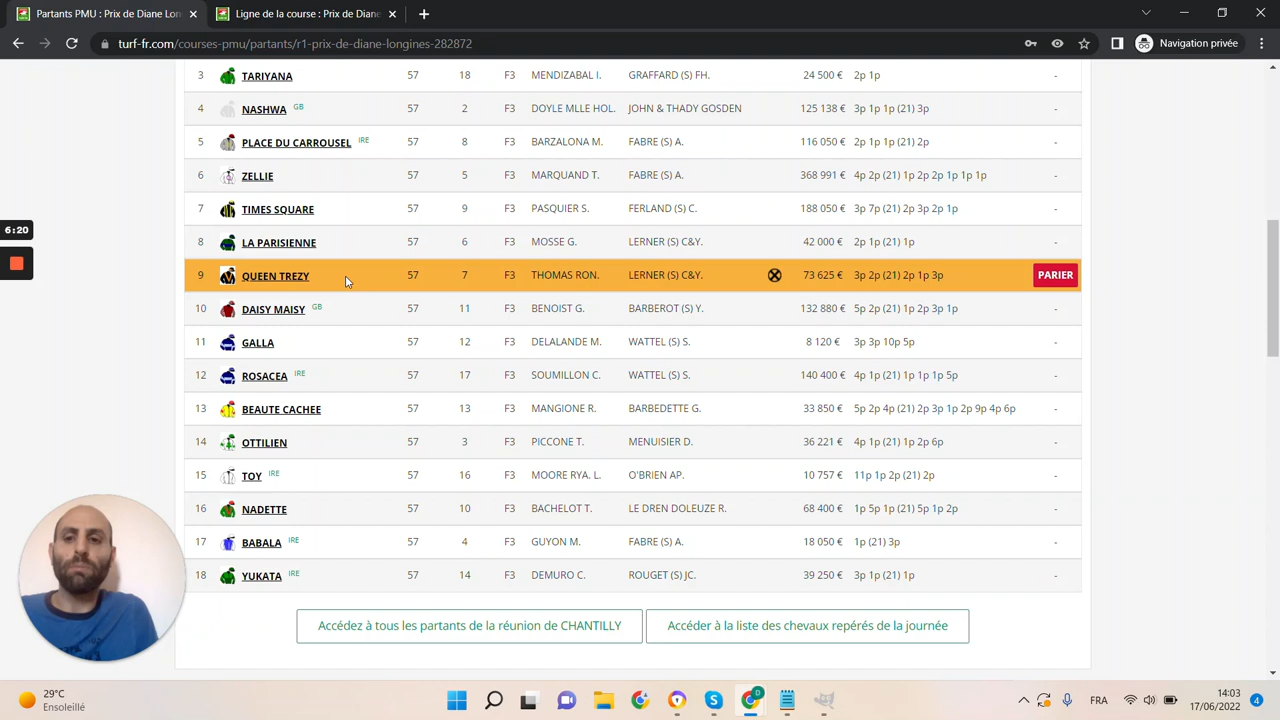 Partants PMU : Prix de Diane Lon
Ligne de la course : Prix de Diane
turf-fr.com/courses-pmu/partants/r1-prix-de-diane-longines-282872
Navigation privée
3 TARIYANA 57 18 F3 MENDIZABAL I. GRAFFARD (S) FH. 24 500 € 2p 1p -
4 NASHWA GB 57 2 F3 DOYLE MLLE HOL. JOHN & THADY GOSDEN 125 138 € 3p 1p 1p (21) 3p -
5 PLACE DU CARROUSEL IRE 57 8 F3 BARZALONA M. FABRE (S) A. 116 050 € 2p 1p 1p (21) 2p -
6 ZELLIE 57 5 F3 MARQUAND T. FABRE (S) A. 368 991 € 4p 2p (21) 1p 2p 2p 1p 1p 1p -
7 TIMES SQUARE 57 9 F3 PASQUIER S. FERLAND (S) C. 188 050 € 3p 7p (21) 2p 3p 2p 1p -
8 LA PARISIENNE 57 6 F3 MOSSE G. LERNER (S) C&Y. 42 000 € 2p 1p (21) 1p -
9 QUEEN TREZY 57 7 F3 THOMAS RON. LERNER (S) C&Y. 73 625 € 3p 2p (21) 2p 1p 3p PARIER
10 DAISY MAISY GB 57 11 F3 BENOIST G. BARBEROT (S) Y. 132 880 € 5p 2p (21) 1p 2p 3p 1p -
11 GALLA 57 12 F3 DELALANDE M. WATTEL (S) S. 8 120 € 3p 3p 10p 5p -
12 ROSACEA IRE 57 17 F3 SOUMILLON C. WATTEL (S) S. 140 400 € 4p 1p (21) 1p 1p 1p 5p -
13 BEAUTE CACHEE 57 13 F3 MANGIONE R. BARBEDETTE G. 33 850 € 5p 2p 4p (21) 2p 3p 1p 2p 9p 4p 6p -
14 OTTILIEN 57 3 F3 PICCONE T. MENUISIER D. 36 221 € 4p 1p (21) 1p 2p 6p -
15 TOY IRE 57 16 F3 MOORE RYA. L. O'BRIEN AP. 10 757 € 11p 1p 2p (21) 2p -
16 NADETTE 57 10 F3 BACHELOT T. LE DREN DOLEUZE R. 68 400 € 1p 5p 1p (21) 5p 1p 2p -
17 BABALA IRE 57 4 F3 GUYON M. FABRE (S) A. 18 050 € 1p (21) 3p -
18 YUKATA IRE 57 14 F3 DEMURO C. ROUGET (S) JC. 39 250 € 3p 1p (21) 1p -
6:20
Accédez à tous les partants de la réunion de CHANTILLY
Accéder à la liste des chevaux repérés de la journée
29°C
Ensoleillé
FRA
14:03
17/06/2022
4